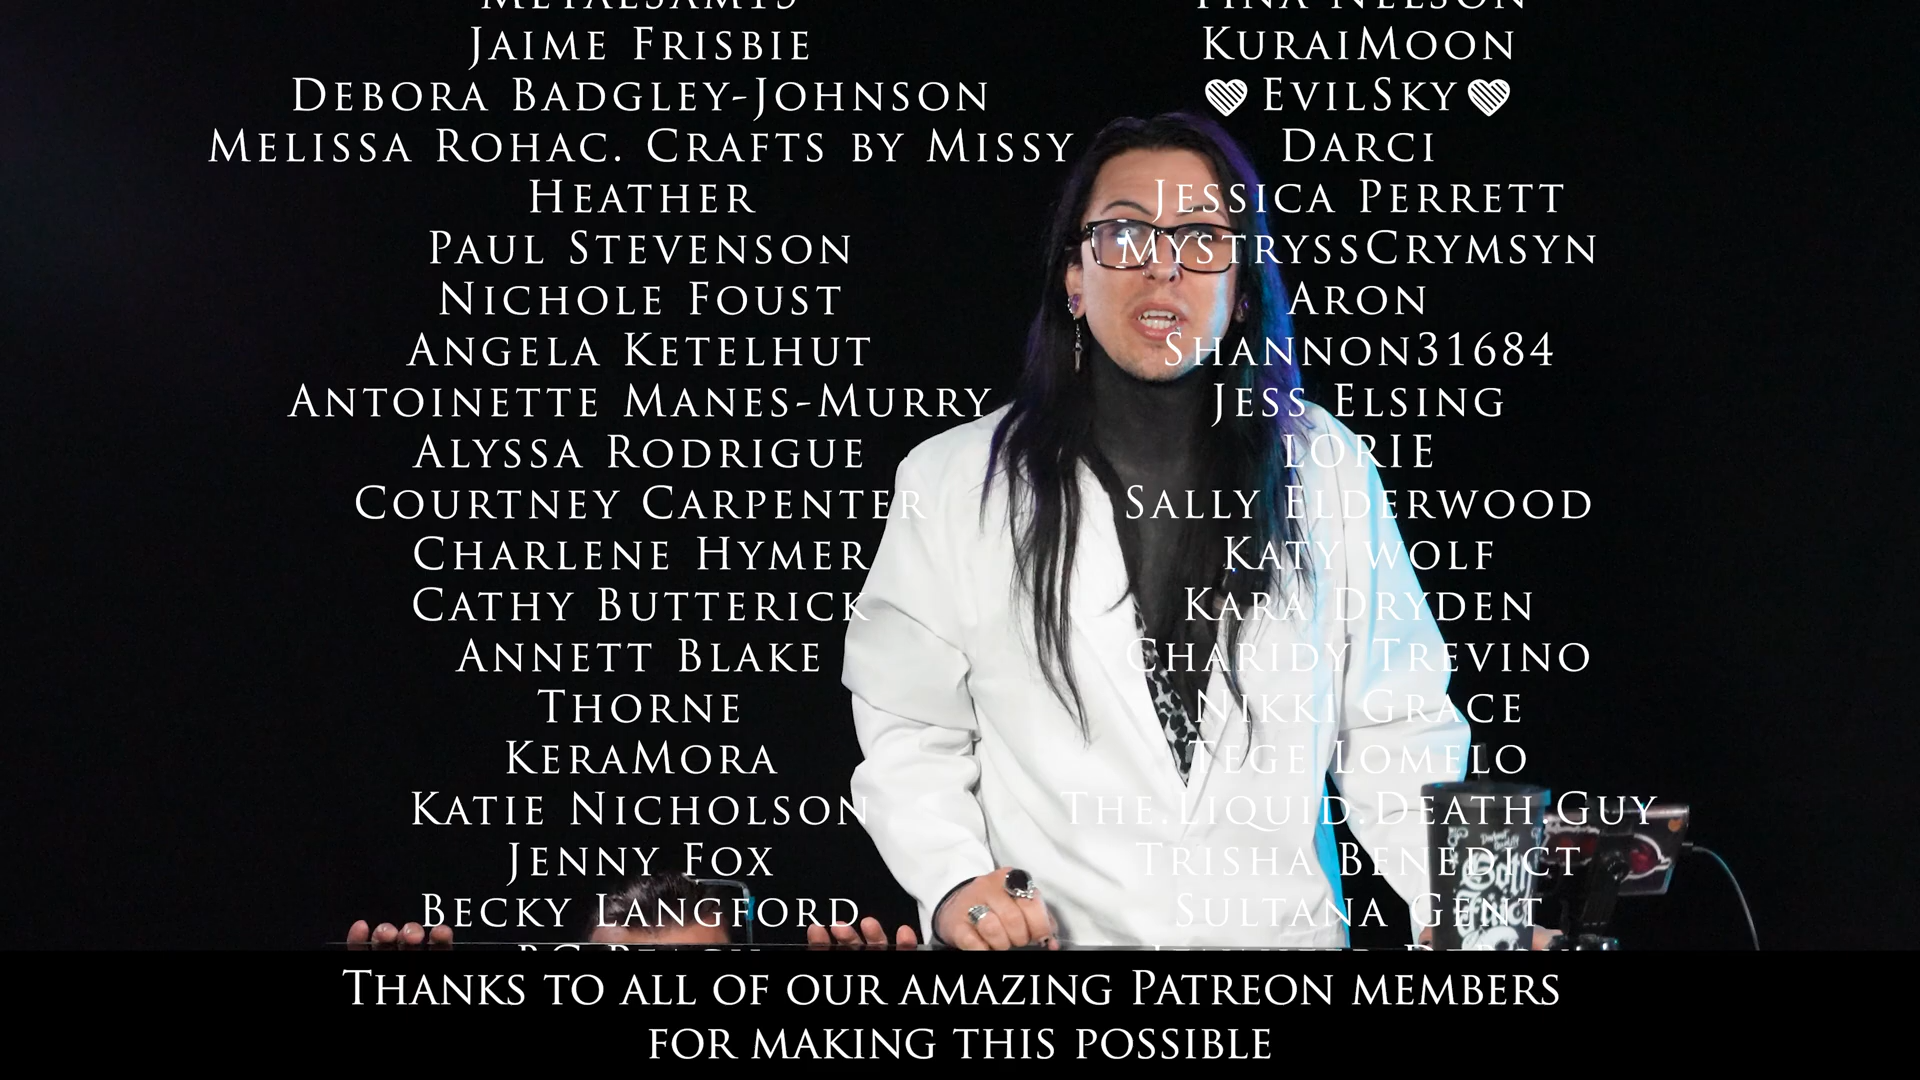 METALSAM13
JAIME FRISBIE
DEBORA BADGLEY-JOHNSON
MELISSA ROHAC. CRAFTS BY MISSY
HEATHER
PAUL STEVENSON
NICHOLE FOUST
ANGELA KETELHUT
ANTOINETTE MANES-MURRY
ALYSSA RODRIGUE
COURTNEY CARPENTER
CHARLENE HYMER
CATHY BUTTERICK
ANNETT BLAKE
THORNE
KERAMORA
KATIE NICHOLSON
JENNY FOX
BECKY LANGFORD
TINA NELSON
KURAIMOON
EVILSKY
DARCI
JESSICA PERRETT
MYSTRYSSCRYMSYN
ARON
SHANNON31684
JESS ELSING
LORIE
SALLY ELDERWOOD
KATY WOLF
KARA DRYDEN
CHARIDY TREVINO
NIKKI GRACE
TEGE LOMELO
THE.LIQUID.DEATH.GUY
TRISHA BENEDICT
SULTANA GENT
Goth
THANKS TO ALL OF OUR AMAZING PATREON MEMBERS
FOR MAKING THIS POSSIBLE